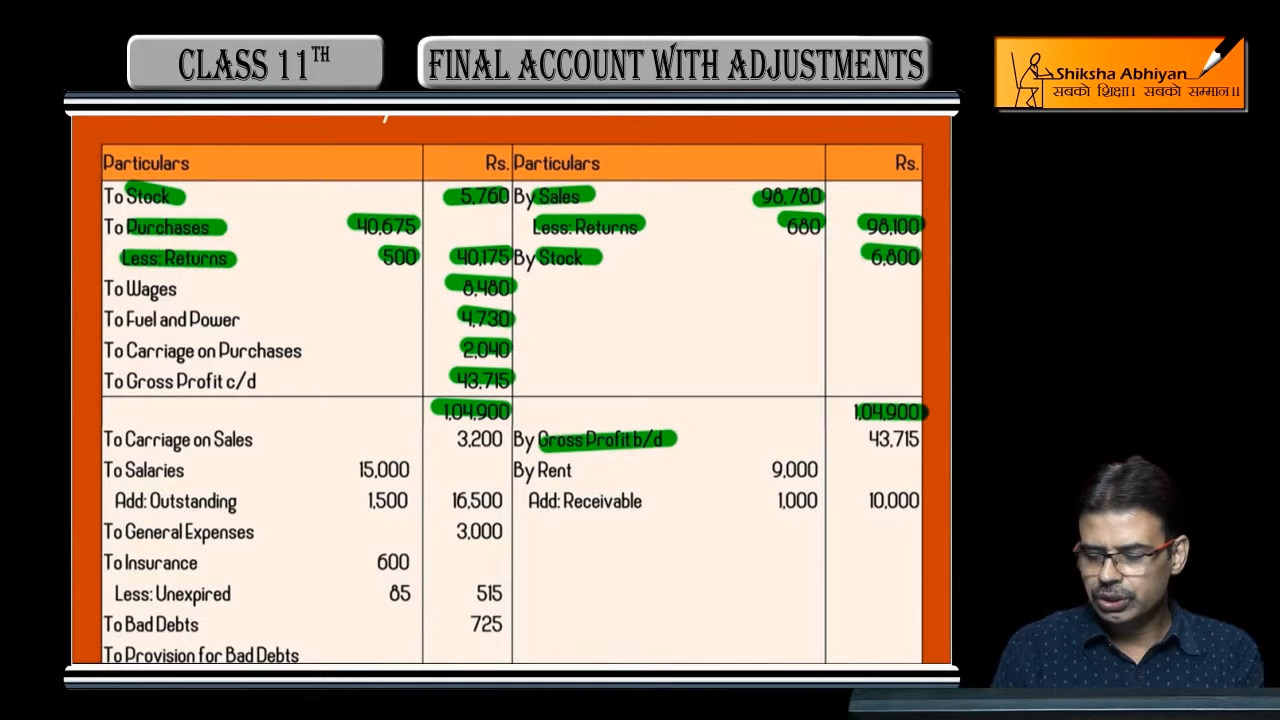 CLASS 11TH
FINAL ACCOUNT WITH ADJUSTMENTS
Shiksha Abhiyan
सबको शिक्षा। सबको सम्मान॥
Particulars Rs. Particulars Rs.
To Stock 5,760 By Sales 98,780
To Purchases 40,675 Less: Returns 680 98,100
Less: Returns 500 40,175 By Stock 6,800
To Wages 8,480
To Fuel and Power 4,730
To Carriage on Purchases 2,040
To Gross Profit c/d 43,715
1,04,900 1,04,900
To Carriage on Sales 3,200 By Gross Profit b/d 43,715
To Salaries 15,000 By Rent 9,000
Add: Outstanding 1,500 16,500 Add: Receivable 1,000 10,000
To General Expenses 3,000
To Insurance 600
Less: Unexpired 85 515
To Bad Debts 725
To Provision for Bad Debts